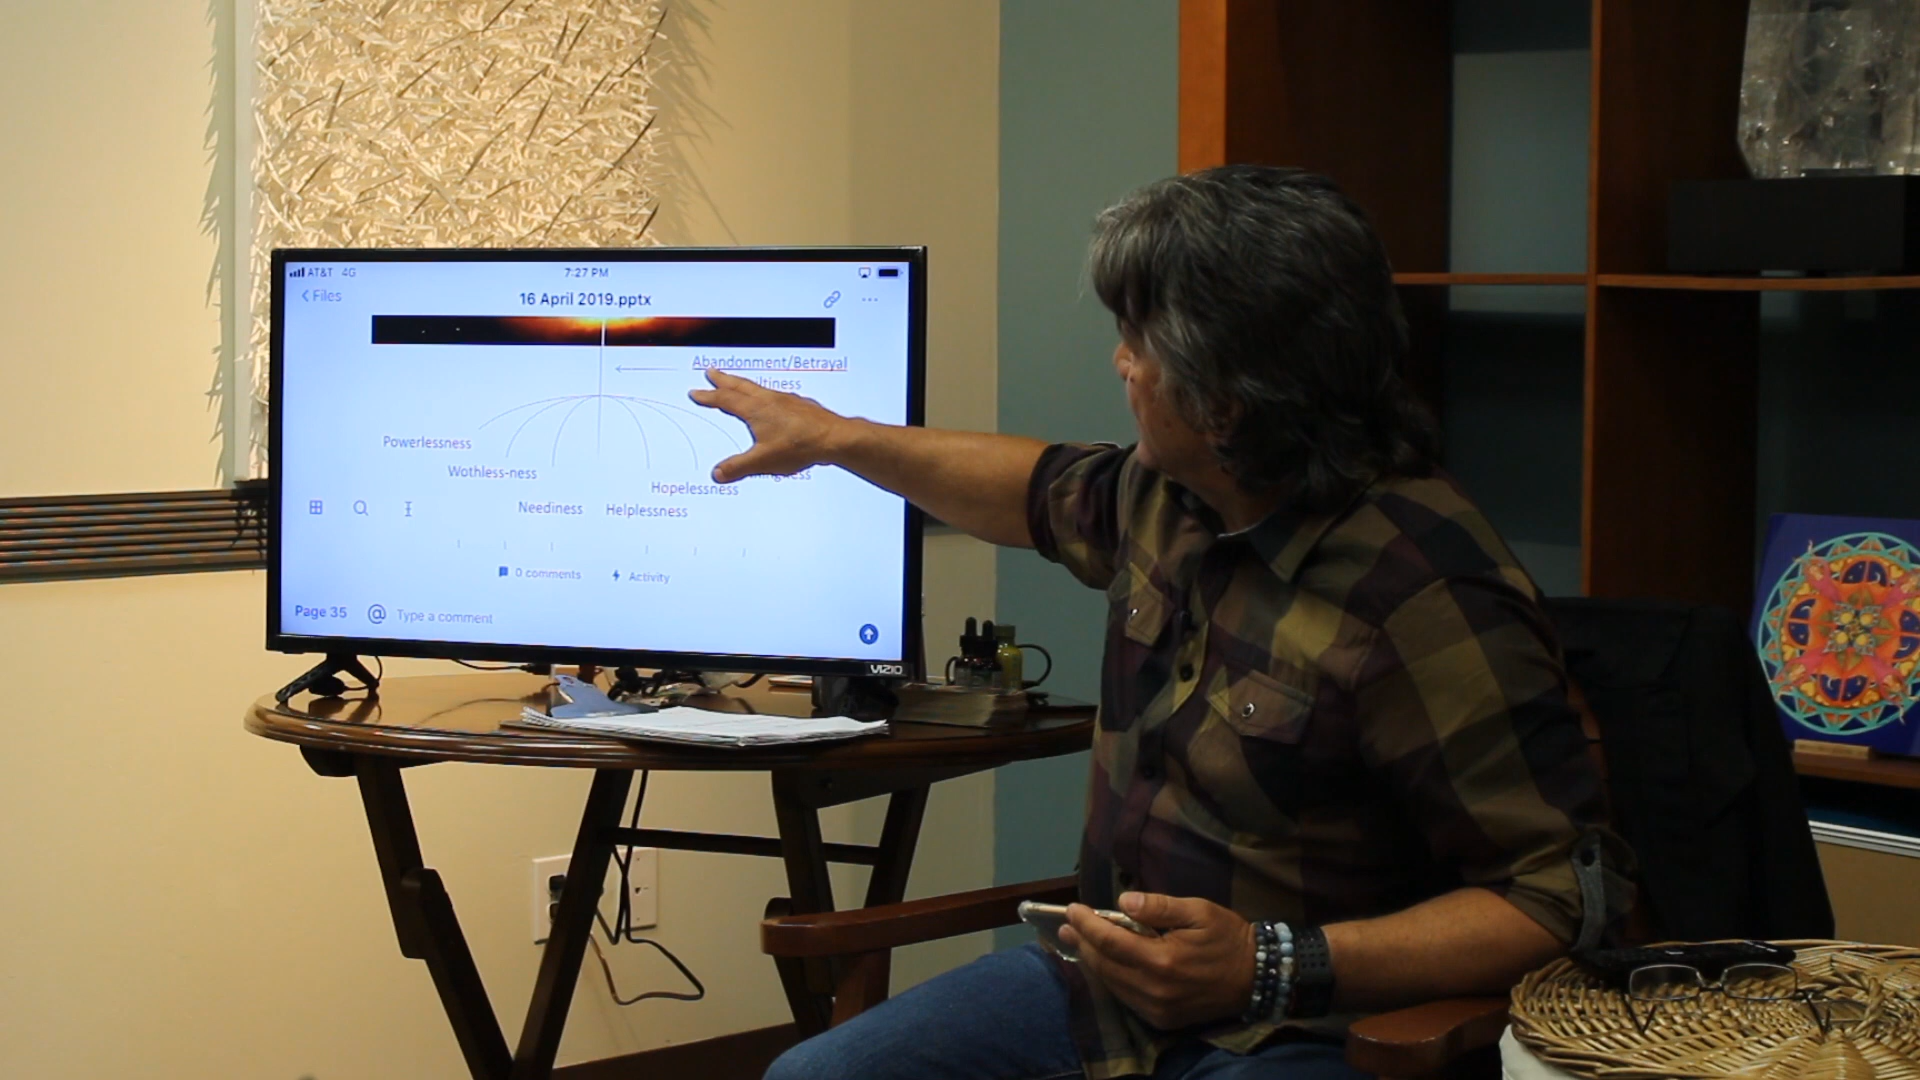 AT&T 4G 7:27 PM
Files 16 April 2019.pptx
Abandonment/Betrayal
Powerlessness
Wothless-ness
Hopelessness
Neediness Helplessness
0 comments Activity
Page 35 @ Type a comment
VIZIO